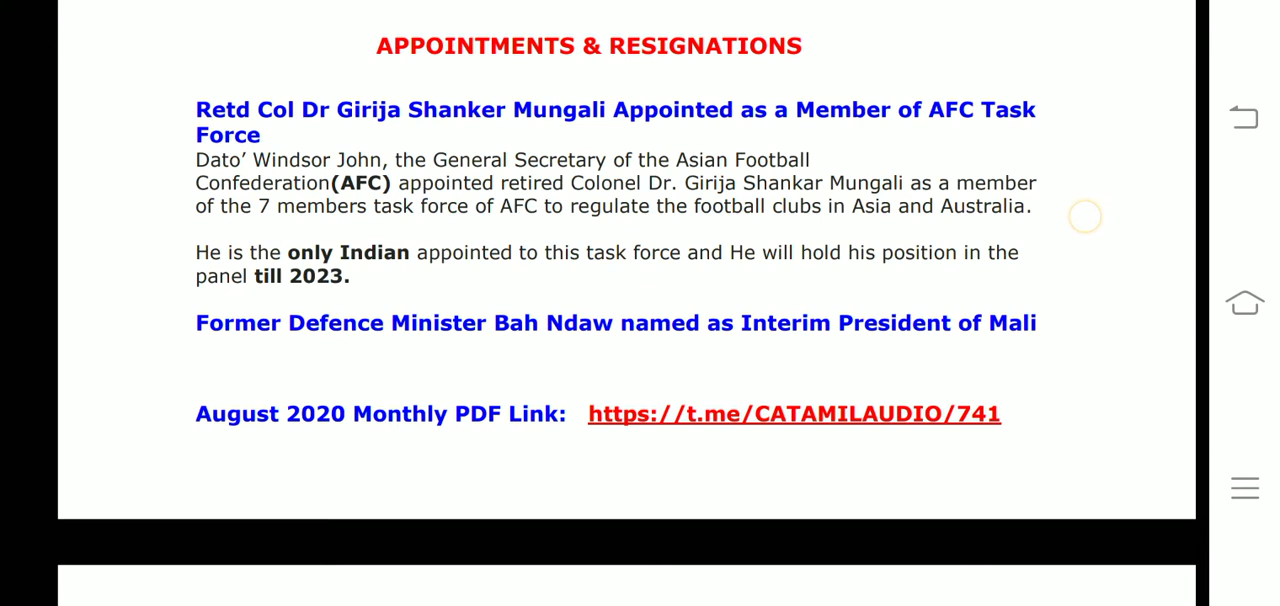 APPOINTMENTS & RESIGNATIONS
Retd Col Dr Girija Shanker Mungali Appointed as a Member of AFC Task
Force
Dato’ Windsor John, the General Secretary of the Asian Football
Confederation(AFC) appointed retired Colonel Dr. Girija Shankar Mungali as a member
of the 7 members task force of AFC to regulate the football clubs in Asia and Australia.
He is the only Indian appointed to this task force and He will hold his position in the
panel till 2023.
Former Defence Minister Bah Ndaw named as Interim President of Mali
August 2020 Monthly PDF Link: https://t.me/CATAMILAUDIO/741